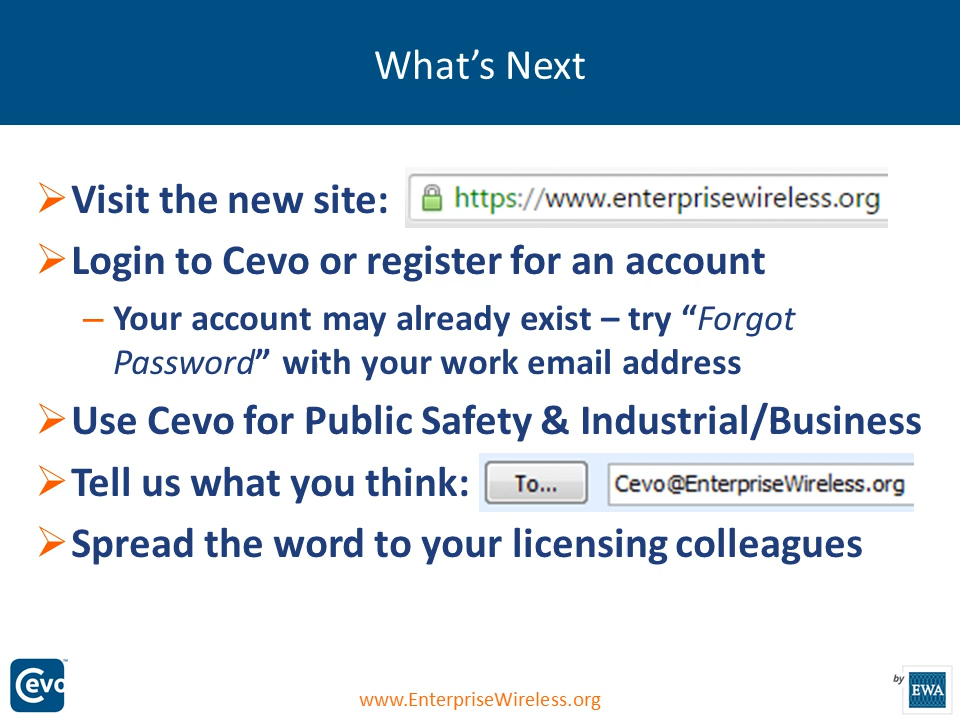 What's Next
Visit the new site: https://www.enterprisewireless.org
Login to Cevo or register for an account
– Your account may already exist – try “Forgot
Password” with your work email address
Use Cevo for Public Safety & Industrial/Business
Tell us what you think: To... Cevo@EnterpriseWireless.org
Spread the word to your licensing colleagues
Cevo™
www.EnterpriseWireless.org
by EWA